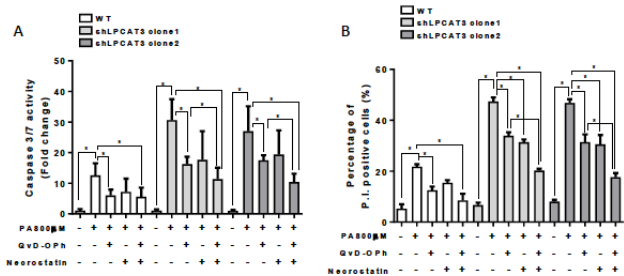 A
WT
shLPCAT3 clone1
shLPCAT3 clone2
Caspase 3/7 activity
(Fold change)
50
40
30
20
10
0
* * * * * * * * * * *
PA800µM - + + + + - + + + + - + + + +
QvD-OPh - - + - + - - + - + - - + - +
Nerostatin - - - + + - - - + + - - - + +
B
WT
shLPCAT3 clone1
shLPCAT3 clone2
Percentage of
P.I. positive cells (%)
60
40
20
0
* * * * * * * * * * * * *
PA800µM - + + + + - + + + + - + + + +
QvD-OPh - - + - + - - + - + - - + - +
Neorostatin - - - + + - - - + + - - - + +